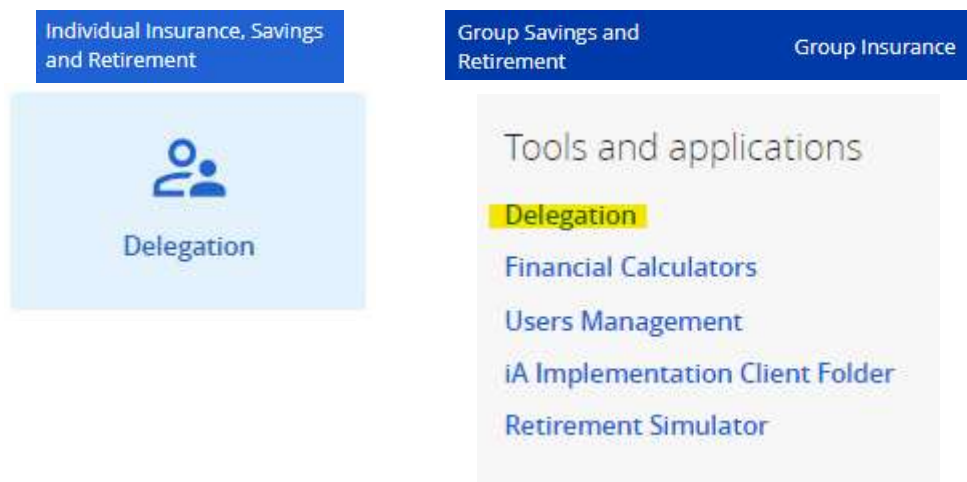 Individual Insurance, Savings
and Retirement
Delegation
Group Savings and
Retirement
Group Insurance
Tools and applications
Delegation
Financial Calculators
Users Management
iA Implementation Client Folder
Retirement Simulator